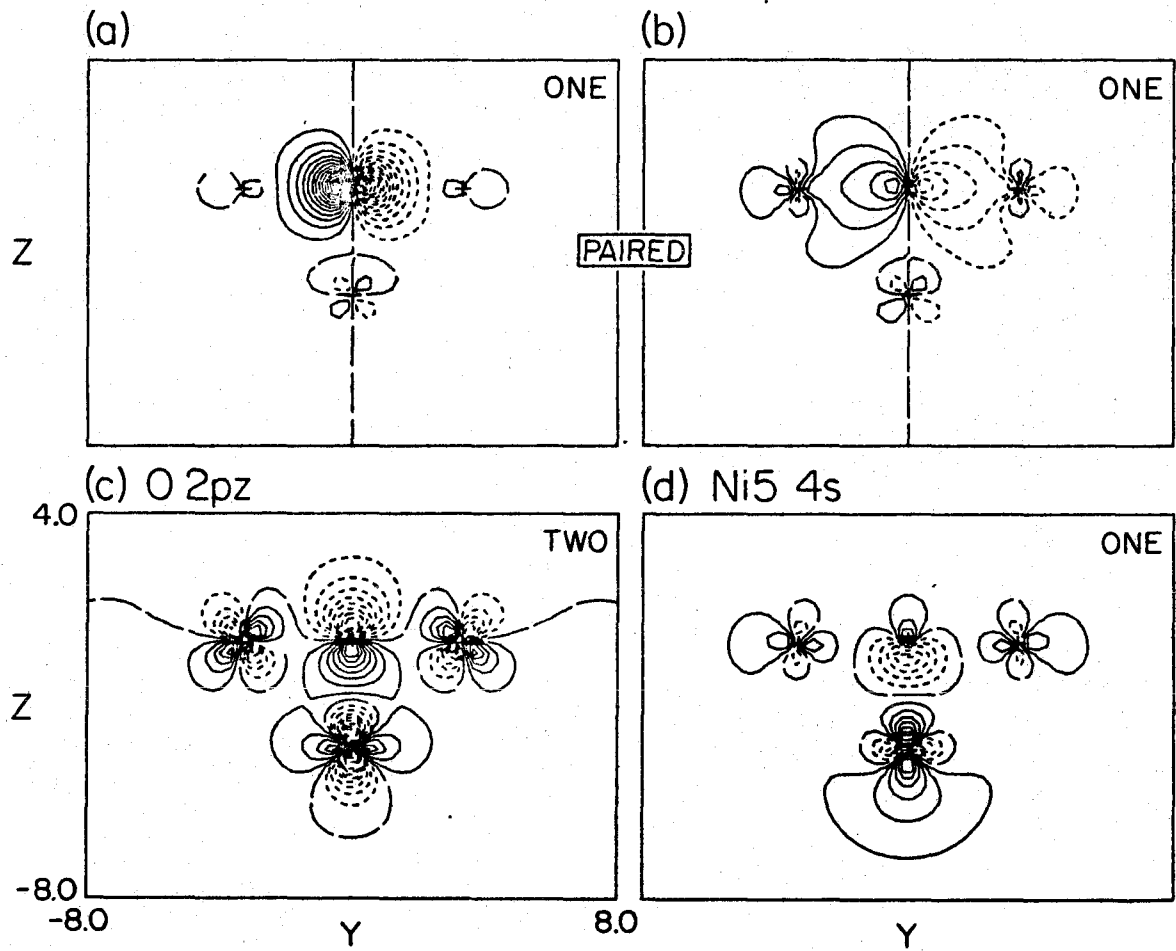 (a)
(b)
ONE
ONE
Z
PAIRED
(c) O 2pz
(d) Ni5 4s
4.0
TWO
ONE
Z
-8.0
-8.0
8.0
Y
Y